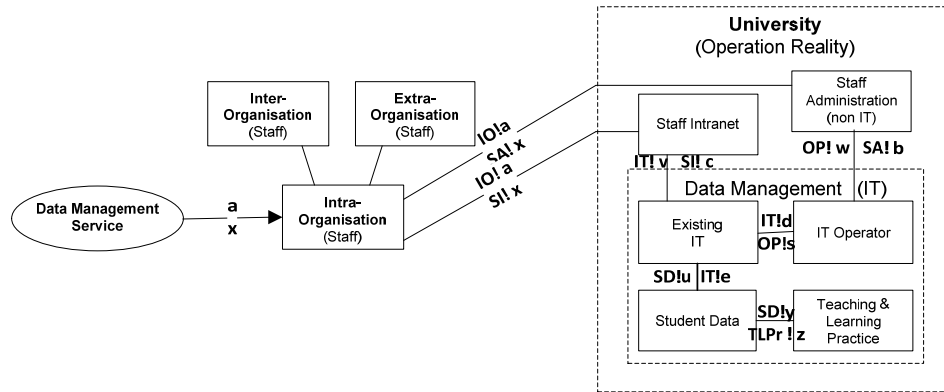 University
(Operation Reality)
Inter-
Organisation
(Staff)
Extra-
Organisation
(Staff)
Staff Intranet
Staff
Administration
(non IT)
IO!a
SA! x
IO! a
SI! x
IT! v SI! c
OP! w SA! b
Data Management (IT)
Data Management
Service
a
x
Intra-
Organisation
(Staff)
Existing
IT
IT!d
OP!s
IT Operator
SD!u IT!e
Student Data
SD!y
TLPr ! z
Teaching &
Learning
Practice